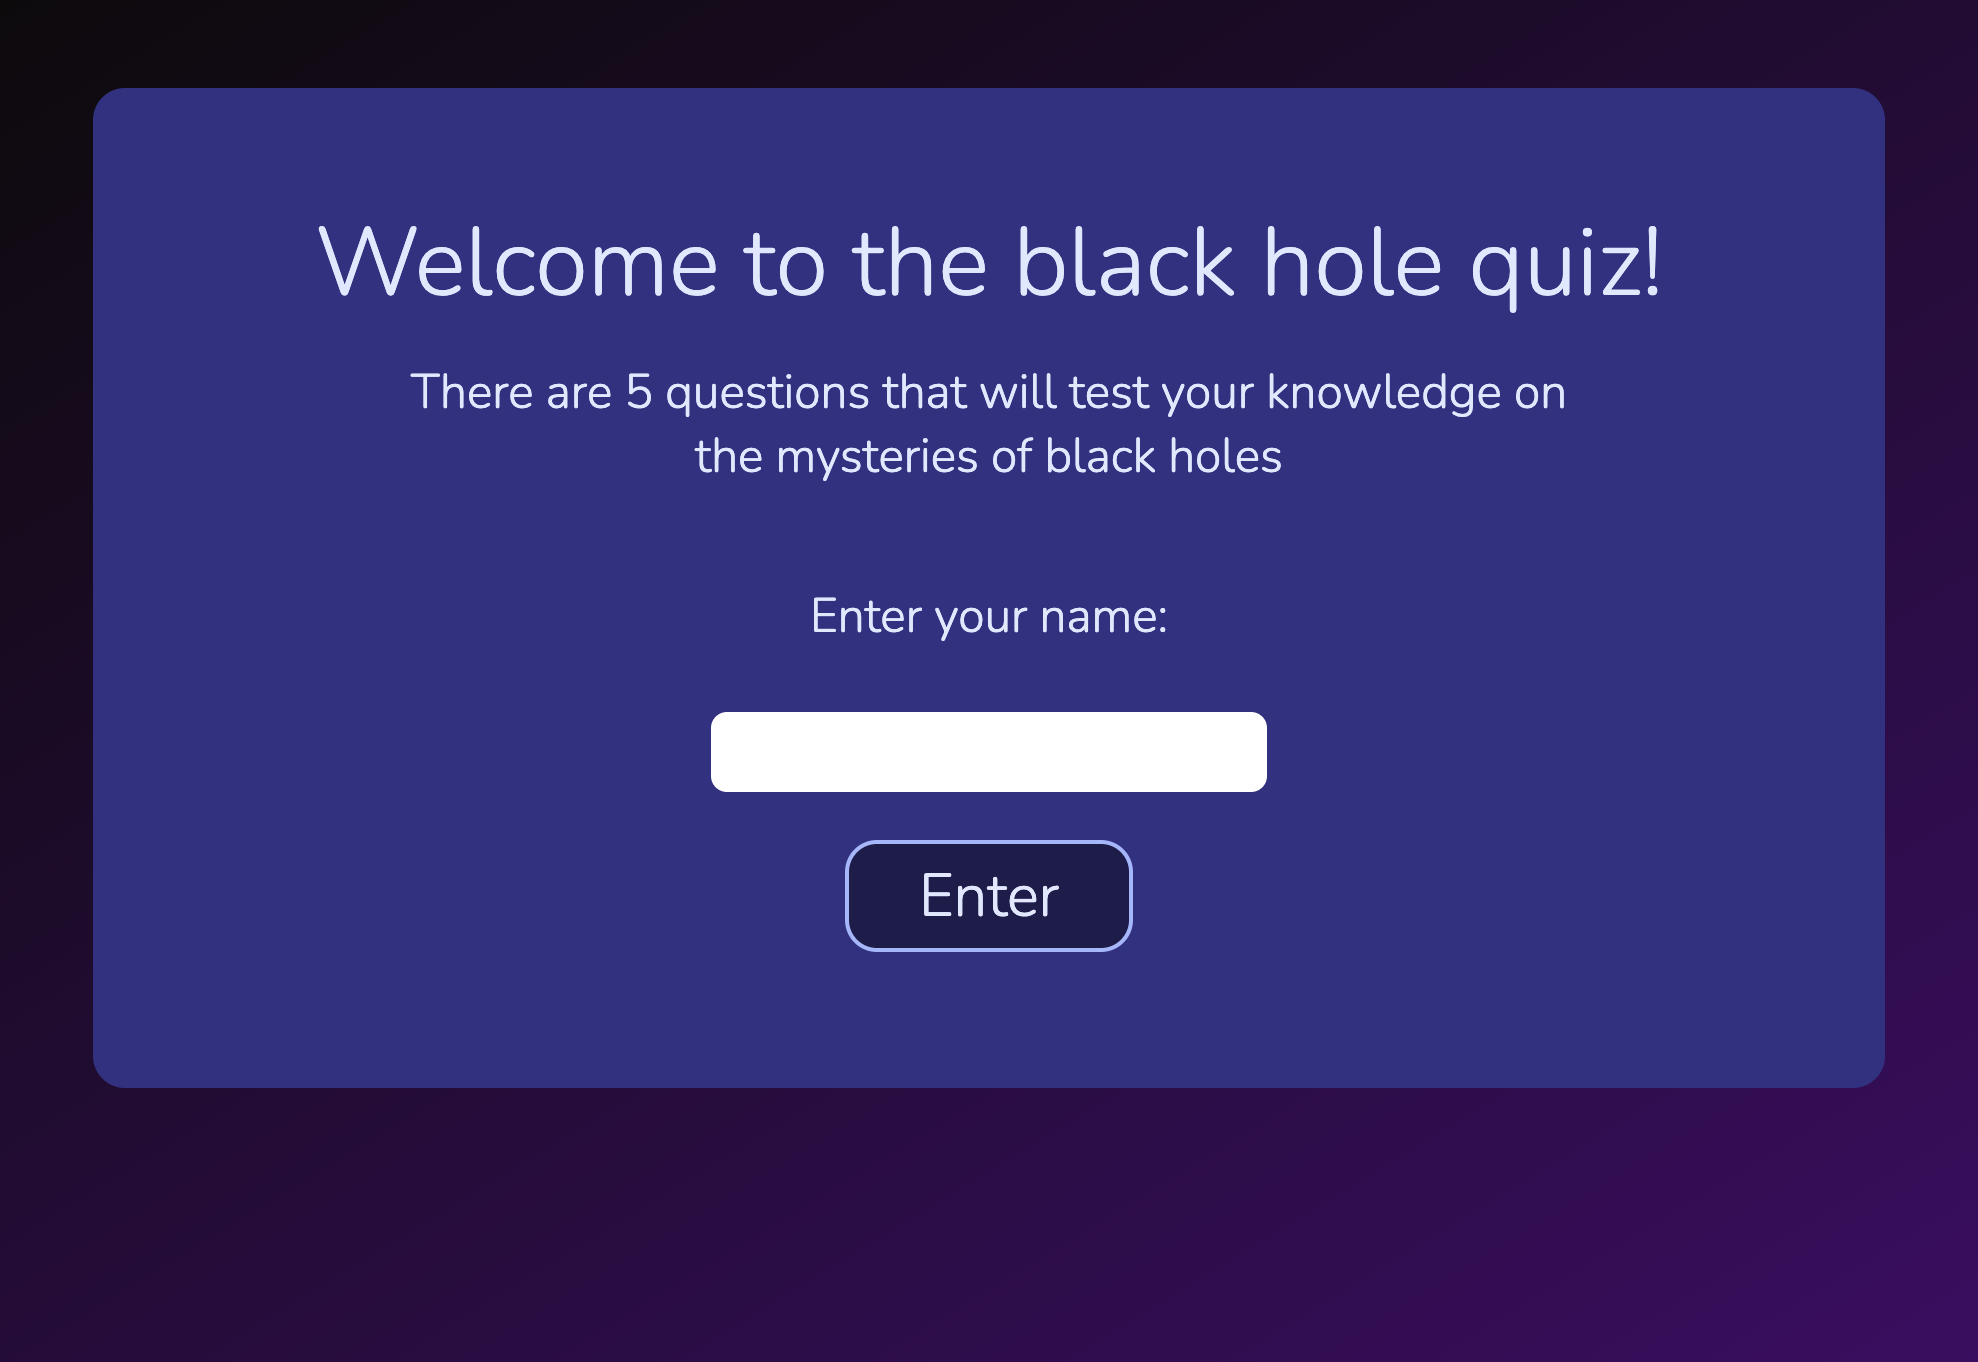 Welcome to the black hole quiz!
There are 5 questions that will test your knowledge on
the mysteries of black holes
Enter your name:
Enter